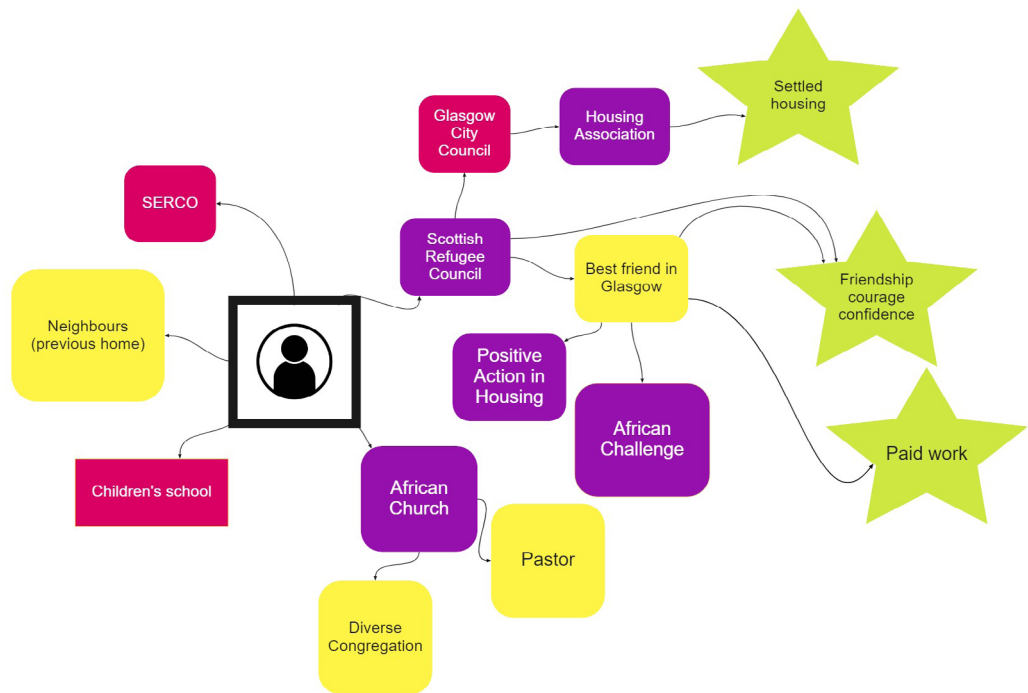 Settled
housing
Glasgow
City
Council
Housing
Association
SERCO
Scottish
Refugee
Council
Best friend in
Glasgow
Friendship
courage
confidence
Neighbours
(previous home)
Positive
Action in
Housing
African
Challenge
Paid work
Children's school
African
Church
Pastor
Diverse
Congregation